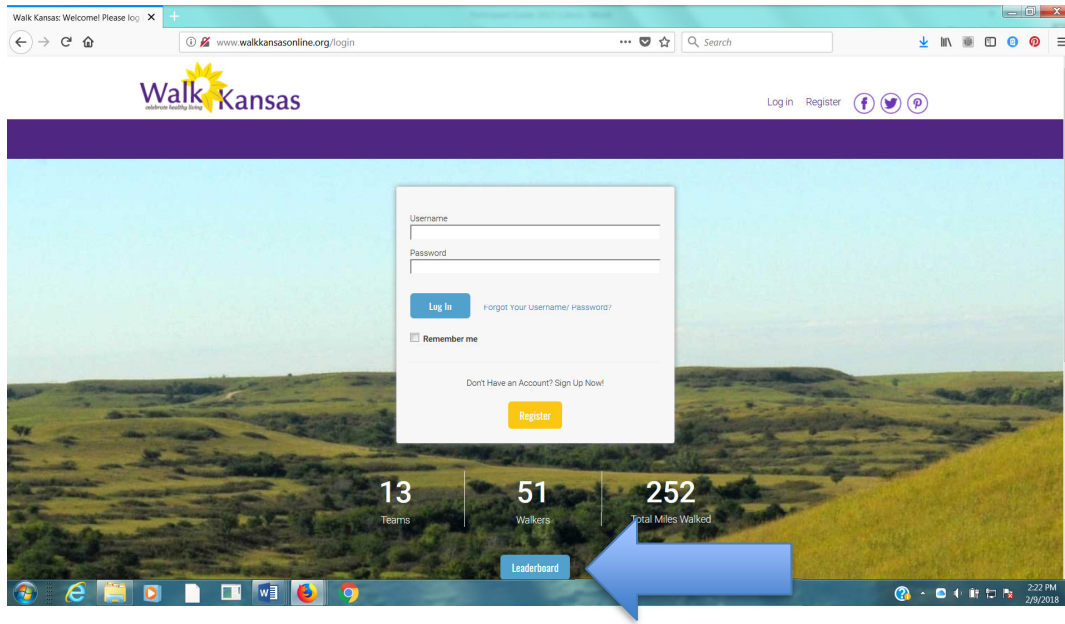 Walk Kansas: Welcome! Please log
www.walkkansasonline.org/login
Search
Walk Kansas
celebrate healthy living
Log in Register
Username
Password
Log In Forgot Your Username/ Password?
Remember me
Don't Have an Account? Sign Up Now!
Register
13 51 252
Teams Walkers Total Miles Walked
Leaderboard
2:22 PM
2/9/2018